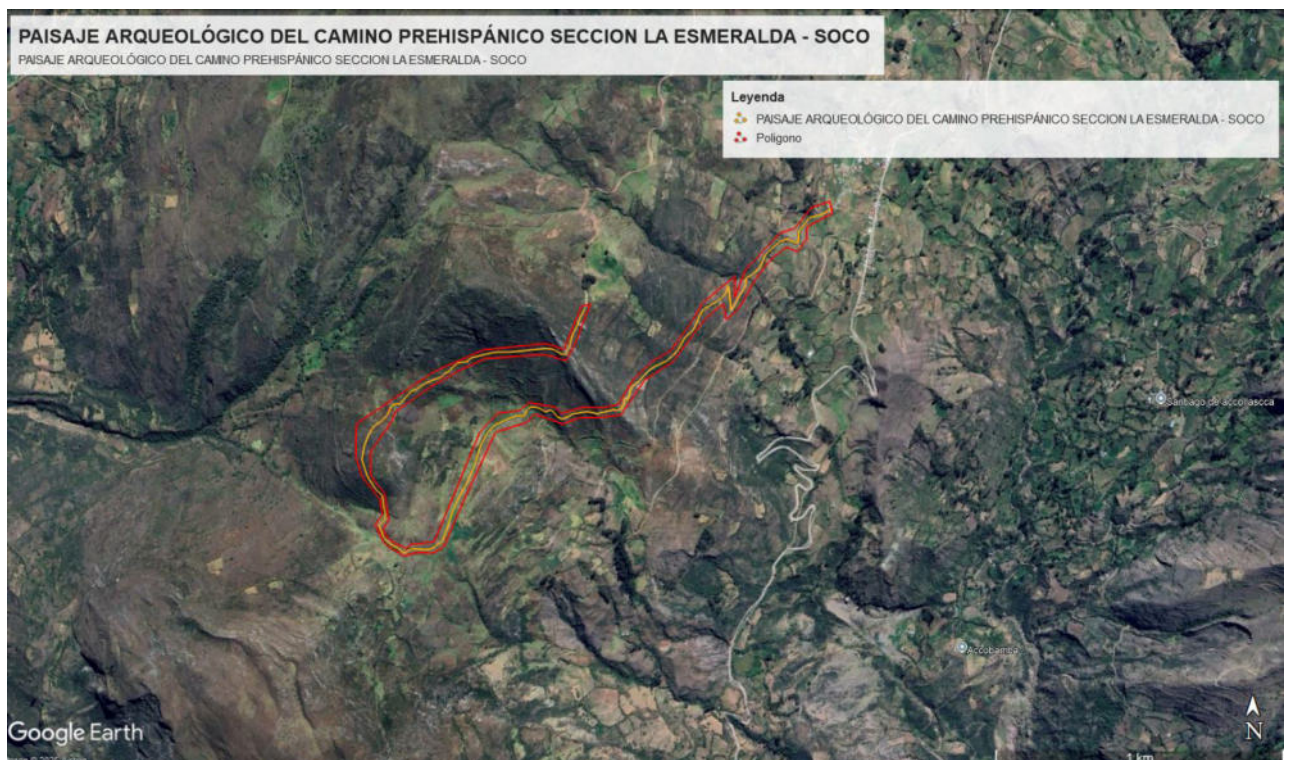 PAISAJE ARQUEOLÓGICO DEL CAMINO PREHISPÁNICO SECCION LA ESMERALDA - SOCO
PAISAJE ARQUEOLÓGICO DEL CAMINO PREHISPÁNICO SECCION LA ESMERALDA - SOCO
Leyenda
PAISAJE ARQUEOLÓGICO DEL CAMINO PREHISPÁNICO SECCION LA ESMERALDA - SOCO
Poligono
Santiago de accollascca
Accobamba
Google Earth
N
1 km